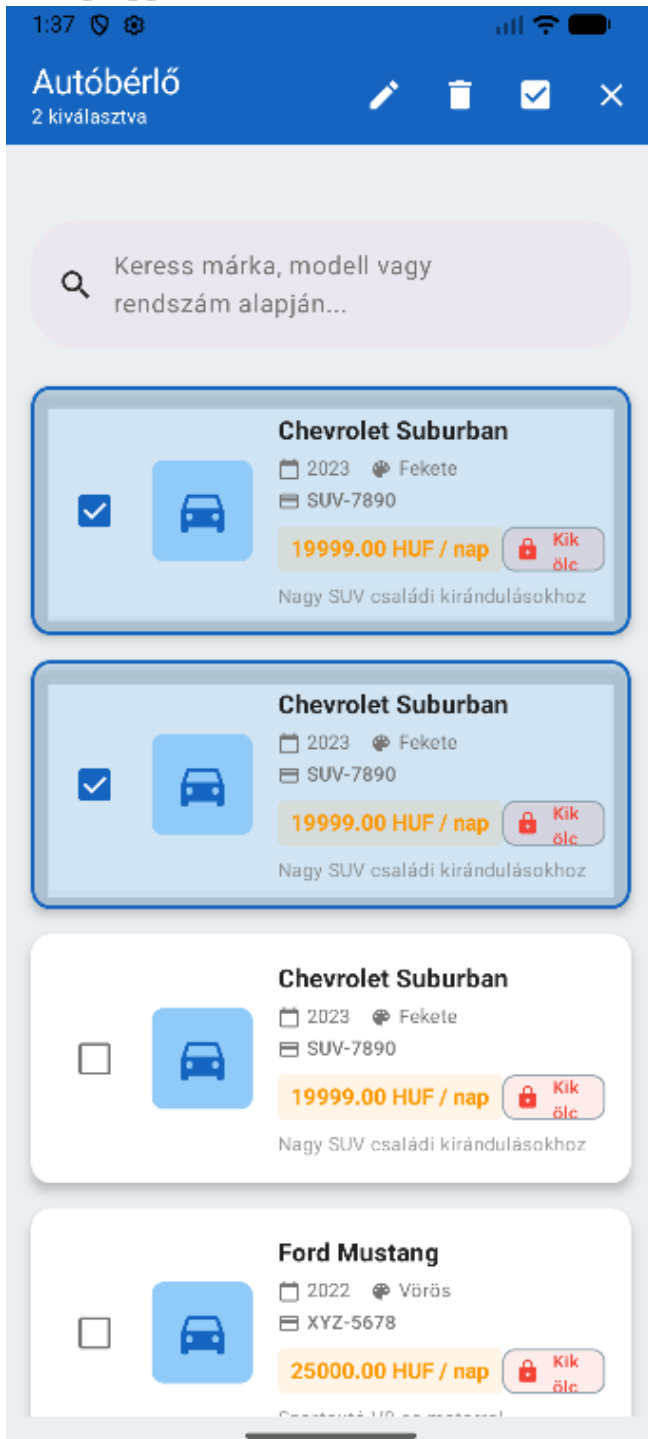 1:37
Autóbérlő
2 kiválasztva
Keress márka, modell vagy
rendszám alapján...
Chevrolet Suburban
2023 Fekete
SUV-7890
19999.00 HUF / nap Kik
ölc
Nagy SUV családi kirándulásokhoz
Chevrolet Suburban
2023 Fekete
SUV-7890
19999.00 HUF / nap Kik
ölc
Nagy SUV családi kirándulásokhoz
Chevrolet Suburban
2023 Fekete
SUV-7890
19999.00 HUF / nap Kik
ölc
Nagy SUV családi kirándulásokhoz
Ford Mustang
2022 Vörös
XYZ-5678
25000.00 HUF / nap Kik
ölc